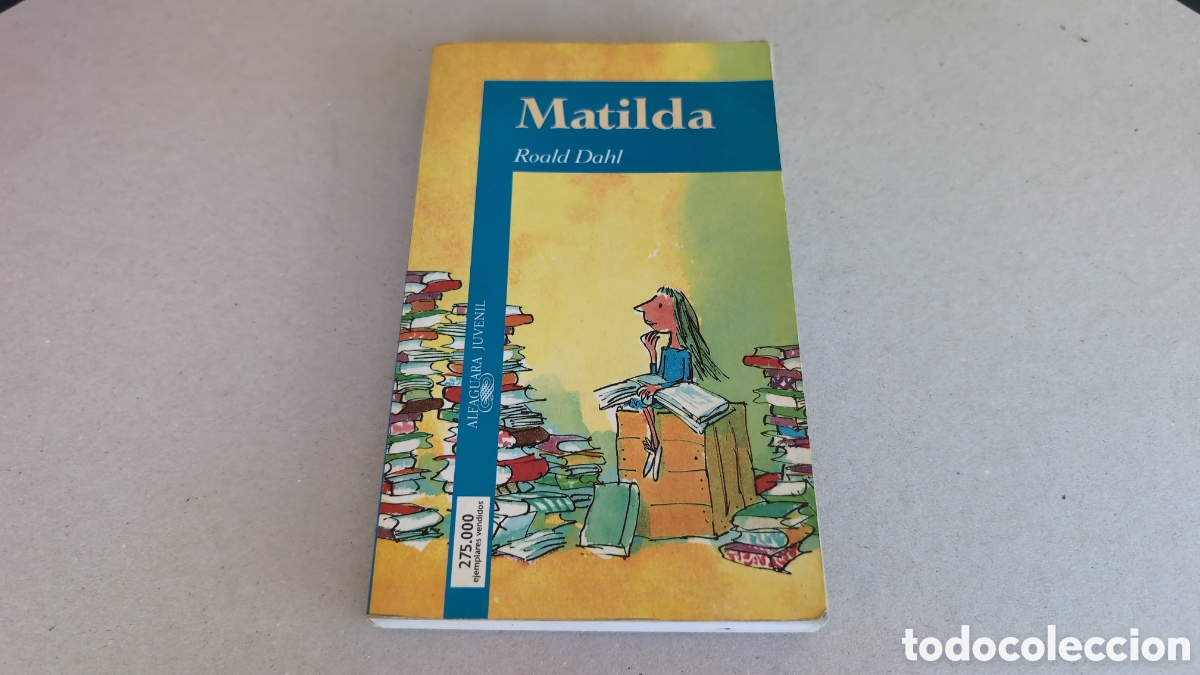 Matilda
Roald Dahl
ALFAGUARA JUVENIL
275.000
ejemplares vendidos
todocoleccion